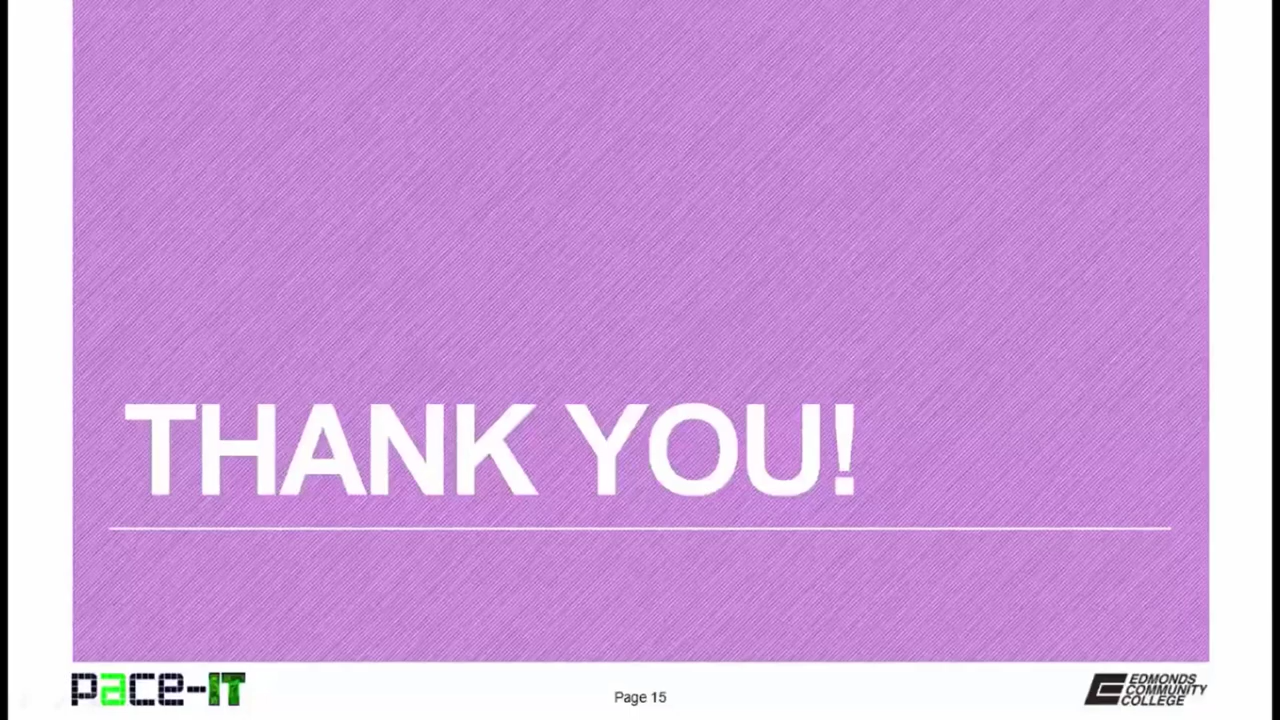 THANK YOU!
pace-IT
Page 15
EDMONDS
COMMUNITY
COLLEGE